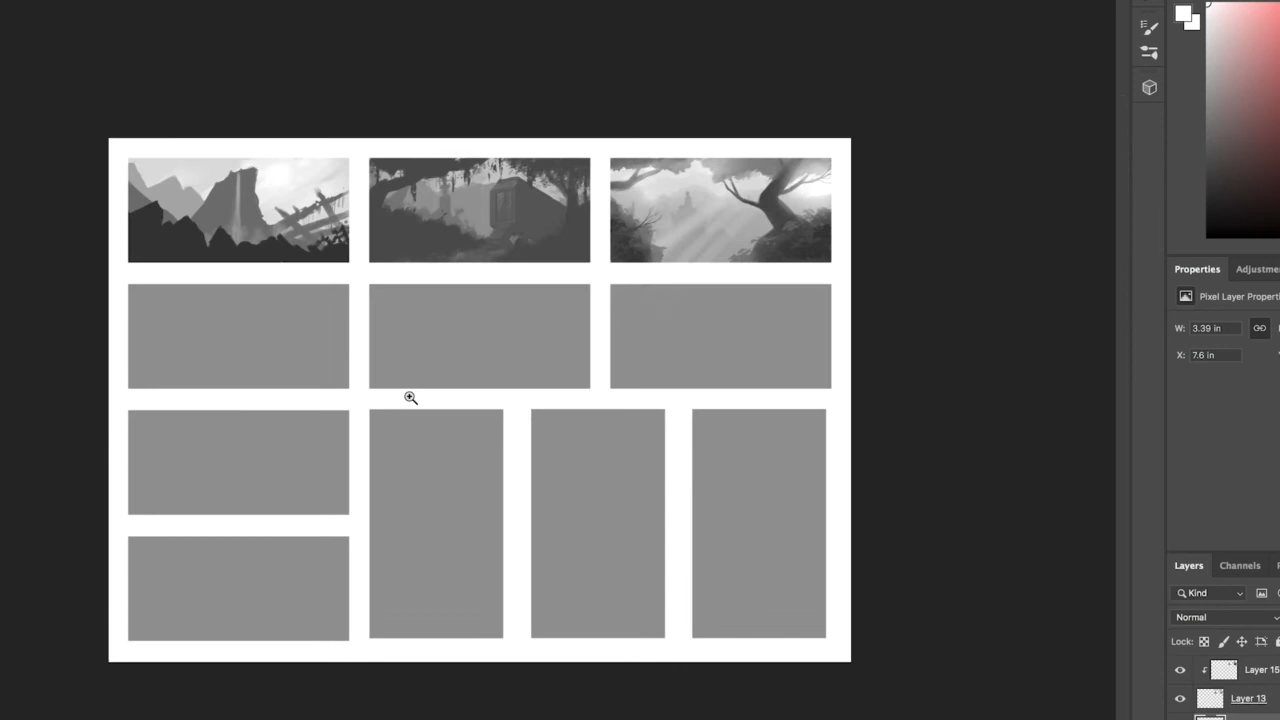 Properties
Adjustme
Pixel Layer Properti
W: 3.39 in
X: 7.6 in
Layers
Channels
Kind
Normal
Lock:
Layer 15
Layer 13